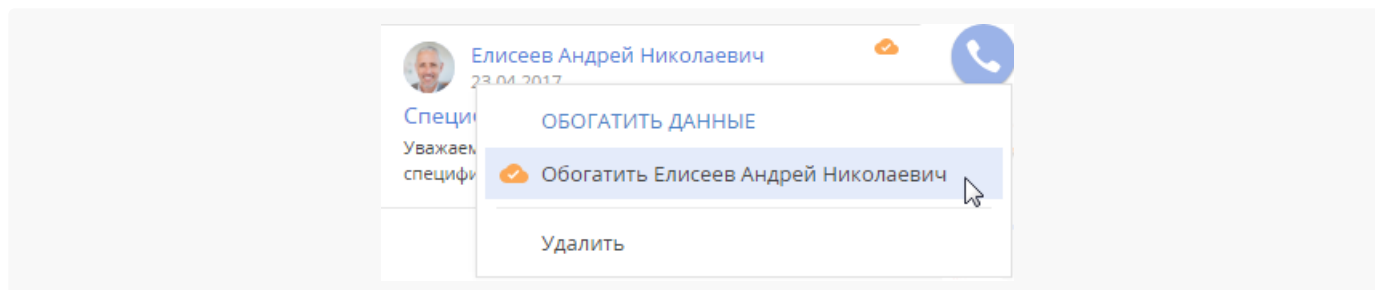 Елисеев Андрей Николаевич
23.04.2017
ОБОГАТИТЬ ДАННЫЕ
Обогатить Елисеев Андрей Николаевич
Удалить